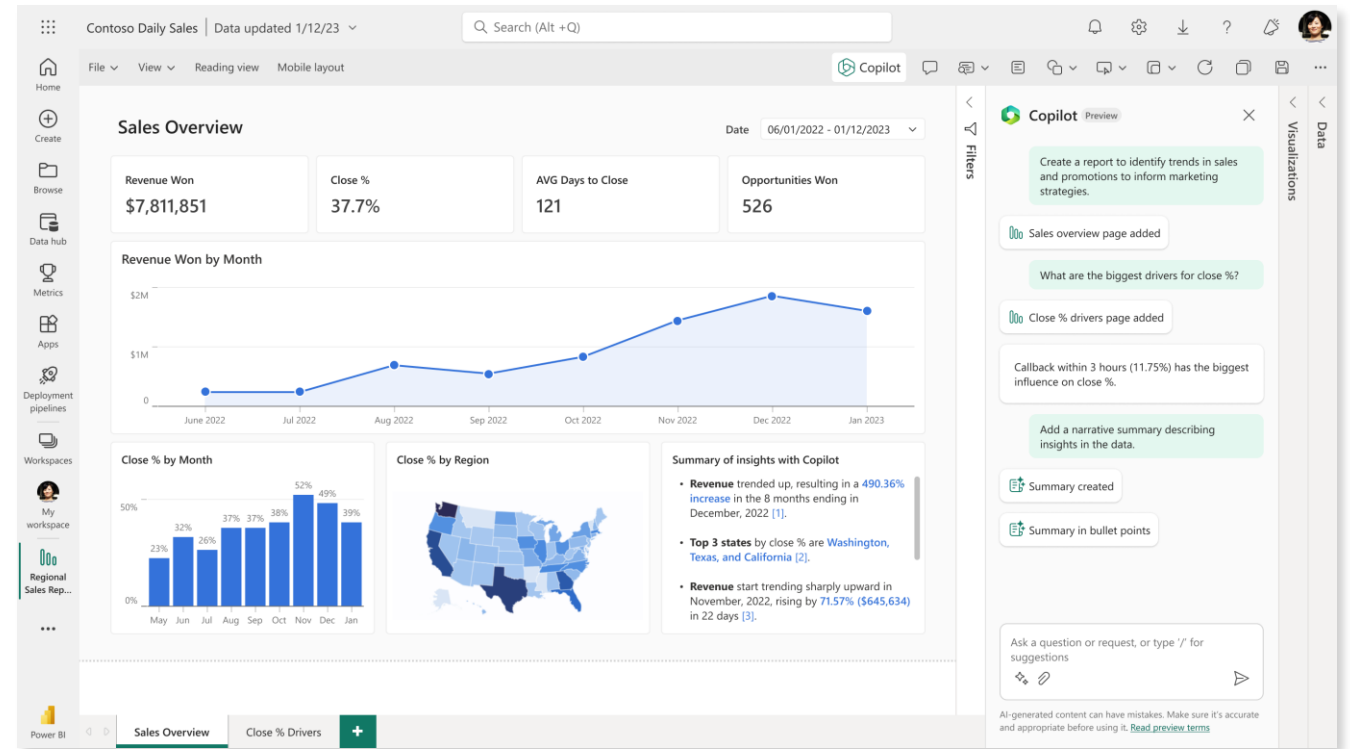 Contoso Daily Sales | Data updated 1/12/23
Search (Alt +Q)
?
Home
Create
Browse
Data hub
Metrics
Apps
Deployment
pipelines
Workspaces
My
workspace
Regional
Sales Rep...
Power BI
File
View
Reading view
Mobile layout
Copilot
Sales Overview
Date
06/01/2022 - 01/12/2023
Revenue Won
$7,811,851
Close %
37.7%
AVG Days to Close
121
Opportunities Won
526
Revenue Won by Month
$2M
$1M
0
June 2022
Jul 2022
Aug 2022
Sep 2022
Oct 2022
Nov 2022
Dec 2022
Jan 2023
Close % by Month
50%
0%
23%
32%
26%
37%
37%
38%
52%
49%
39%
May
Jun
Jul
Aug
Sep
Oct
Nov
Dec
Jan
Close % by Region
Summary of insights with Copilot
• Revenue trended up, resulting in a 490.36%
increase in the 8 months ending in
December, 2022 [1].
• Top 3 states by close % are Washington,
Texas, and California [2].
• Revenue start trending sharply upward in
November, 2022, rising by 71.57% ($645,634)
in 22 days [3].
Sales Overview
Close % Drivers
+
Filters
Copilot Preview
Create a report to identify trends in sales
and promotions to inform marketing
strategies.
Sales overview page added
What are the biggest drivers for close %?
Close % drivers page added
Callback within 3 hours (11.75%) has the biggest
influence on close %.
Add a narrative summary describing
insights in the data.
Summary created
Summary in bullet points
Ask a question or request, or type '/' for
suggestions
AI-generated content can have mistakes. Make sure it's accurate
and appropriate before using it. Read preview terms
Visualizations
Data